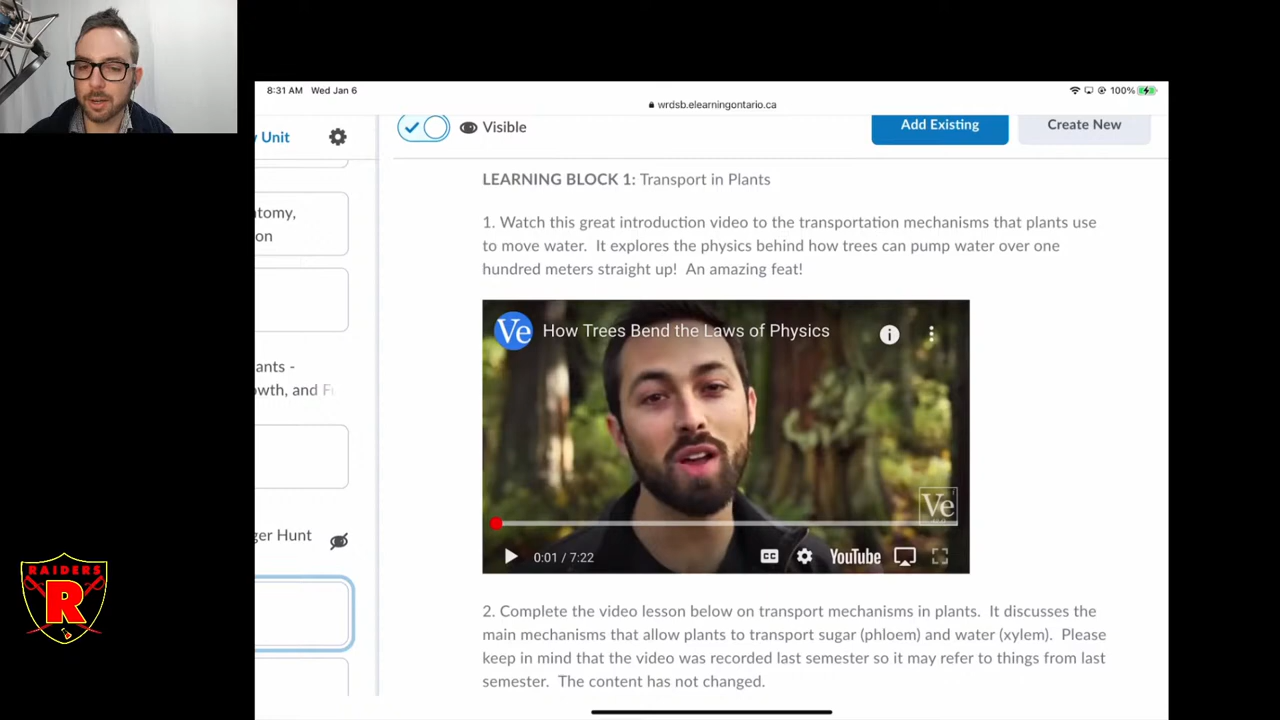 8:31 AM Wed Jan 6
100%
wrdsb.elearningontario.ca
y Unit
Visible
Add Existing
Create New
LEARNING BLOCK 1: Transport in Plants
tomy,
on
1. Watch this great introduction video to the transportation mechanisms that plants use
to move water. It explores the physics behind how trees can pump water over one
hundred meters straight up! An amazing feat!
Ve How Trees Bend the Laws of Physics
ants -
owth, and F
Ve
0:01 / 7:22
CC
YouTube
ger Hunt
RAIDERS
R
2. Complete the video lesson below on transport mechanisms in plants. It discusses the
main mechanisms that allow plants to transport sugar (phloem) and water (xylem). Please
keep in mind that the video was recorded last semester so it may refer to things from last
semester. The content has not changed.